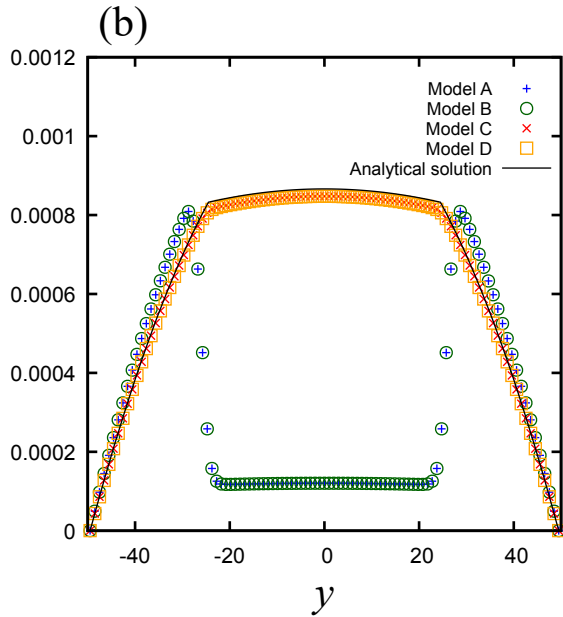 (b)
0.0012
0.001
0.0008
0.0006
0.0004
0.0002
0
Model A
Model B
Model C
Model D
Analytical solution
-40 -20 0 20 40
y